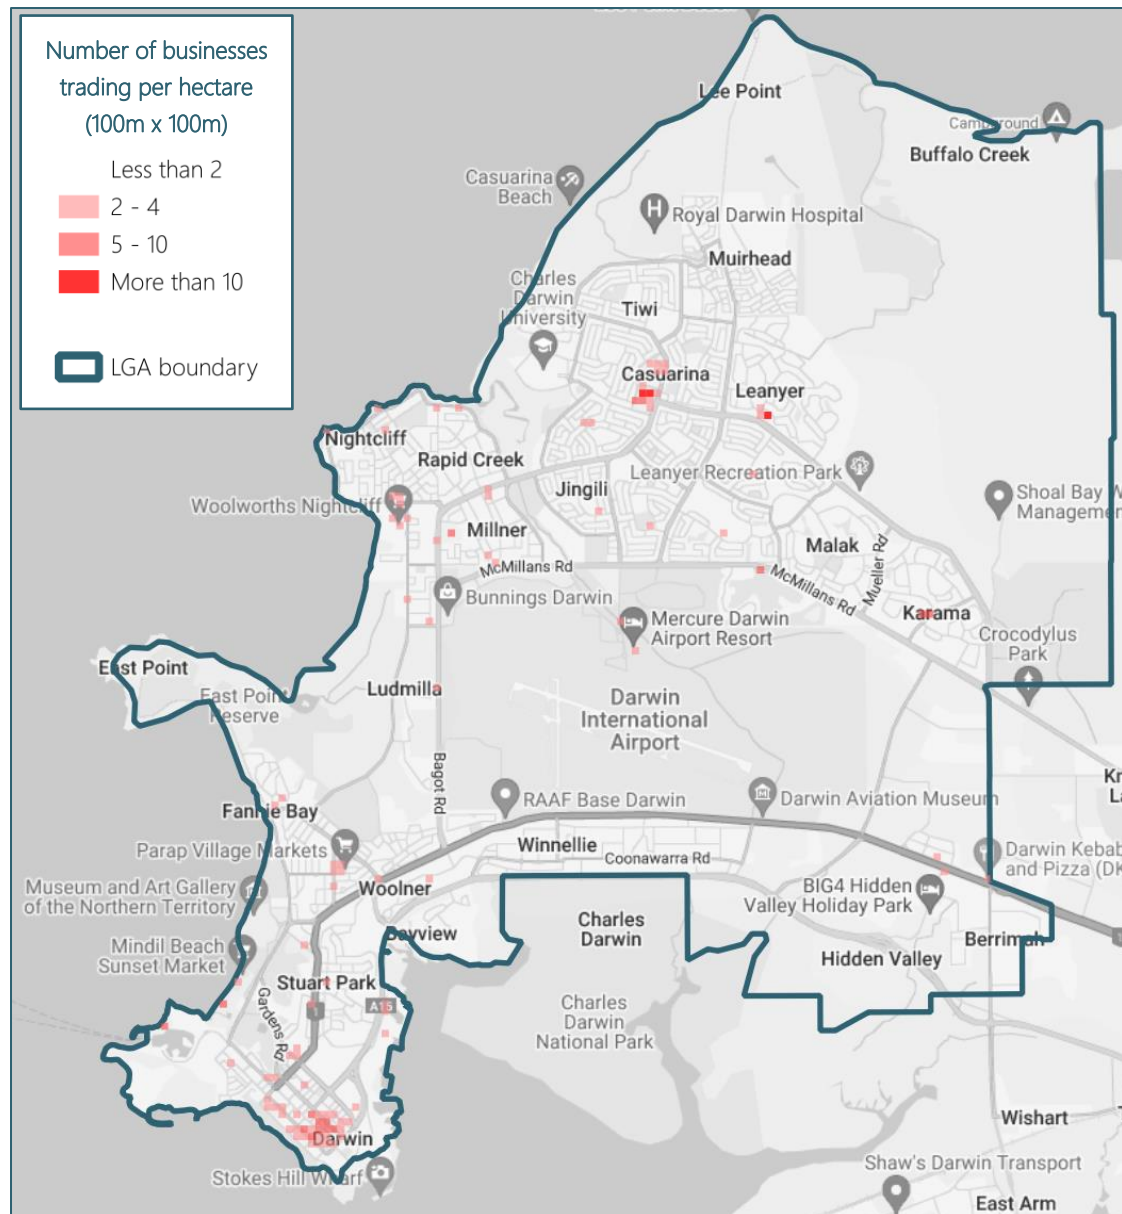 Number of businesses
trading per hectare
(100m x 100m)
Less than 2
2 - 4
5 - 10
More than 10
LGA boundary
Lee Point
Campground
Buffalo Creek
Casuarina
Beach
Royal Darwin Hospital
Muirhead
Charles
Darwin
University
Tiwi
Casuarina
Leanyer
Nightcliff
Rapid Creek
Leanyer Recreation Park
Woolworths Nightcliff
Jingili
Shoal Bay W
Management
Millner
Malak
Mueller Rd
McMillans Rd
McMillans Rd
Bunnings Darwin
Karama
Mercure Darwin
Airport Resort
Crocodylus
Park
East Point
East Point
Reserve
Ludmilla
Darwin
International
Airport
Bagot Rd
Kn
La
RAAF Base Darwin
Darwin Aviation Museum
Fannie Bay
Parap Village Markets
Winnellie
Coonawarra Rd
Darwin Kebab
and Pizza (DK
Museum and Art Gallery
of the Northern Territory
Woolner
BIG4 Hidden
Valley Holiday Park
Charles
Darwin
Bayview
Berrimah
Mindil Beach
Sunset Market
Hidden Valley
Stuart Park
Gardens Rd
A15
1
1
Charles
Darwin
National Park
Darwin
Wishart
Stokes Hill Wharf
Shaw's Darwin Transport
East Arm